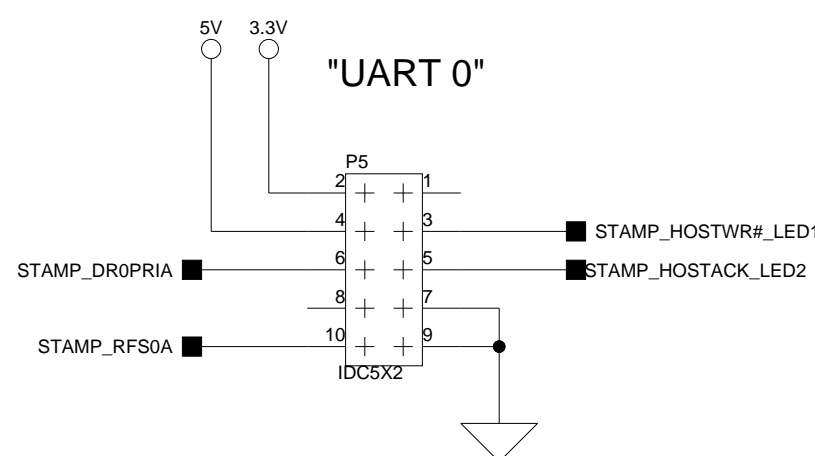 5V 3.3V
"UART 0"
P5
2 1
4 3 STAMP_HOSTWR#_LED1
STAMP_DR0PRIA 6 5 STAMP_HOSTACK_LED2
8 7
STAMP_RFS0A 10 9
IDC5X2